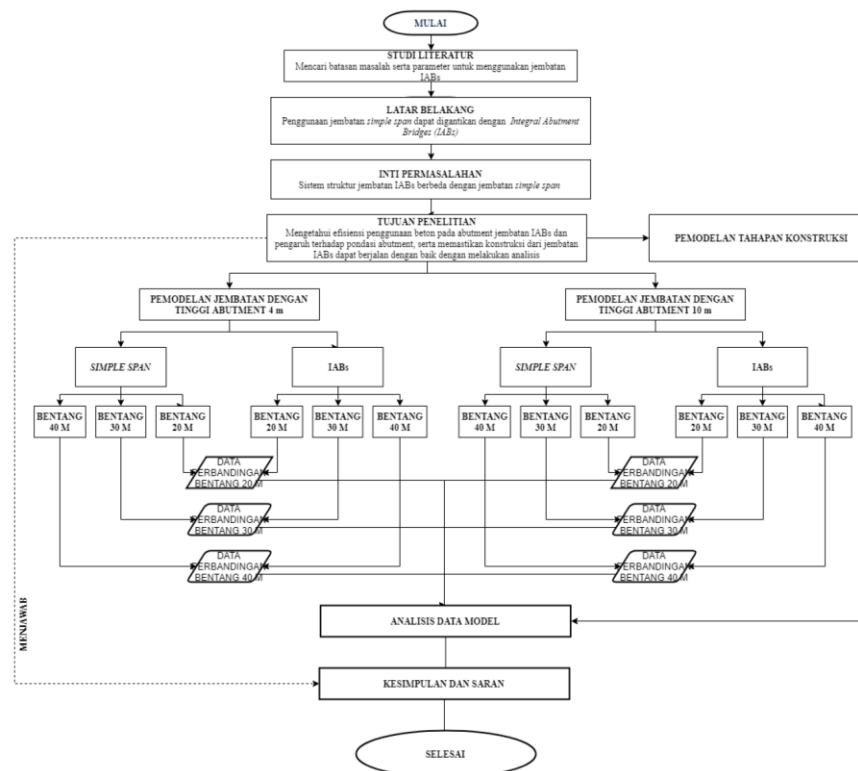 MULAI
STUDI LITERATUR
Mencari batasan masalah serta parameter untuk menggunakan jembatan
IABs
LATAR BELAKANG
Penggunaan jembatan simple span dapat digantikan dengan Integral Abutment
Bridges (IABs)
INTI PERMASALAHAN
Sistem struktur jembatan IABs berbeda dengan jembatan simple span
TUJUAN PENELITIAN
Mengetahui efisiensi penggunaan beton pada abutment jembatan IABs dan
pengaruh terhadap pondasi abutment, serta memastikan konstruksi dari jembatan
IABs dapat berjalan dengan baik dengan melakukan analisis
PEMODELAN TAHAPAN KONSTRUKSI
PEMODELAN JEMBATAN DENGAN
TINGGI ABUTMENT 4 m
PEMODELAN JEMBATAN DENGAN
TINGGI ABUTMENT 10 m
SIMPLE SPAN
IABs
SIMPLE SPAN
IABs
BENTANG
40 M
BENTANG
30 M
BENTANG
20 M
BENTANG
20 M
BENTANG
30 M
BENTANG
40 M
BENTANG
40 M
BENTANG
30 M
BENTANG
20 M
BENTANG
20 M
BENTANG
30 M
BENTANG
40 M
DATA
PERBANDINGAN
BENTANG 20 M
DATA
PERBANDINGAN
BENTANG 20 M
DATA
PERBANDINGAN
BENTANG 30 M
DATA
PERBANDINGAN
BENTANG 30 M
DATA
PERBANDINGAN
BENTANG 40 M
DATA
PERBANDINGAN
BENTANG 40 M
MENJAWAB
ANALISIS DATA MODEL
KESIMPULAN DAN SARAN
SELESAI